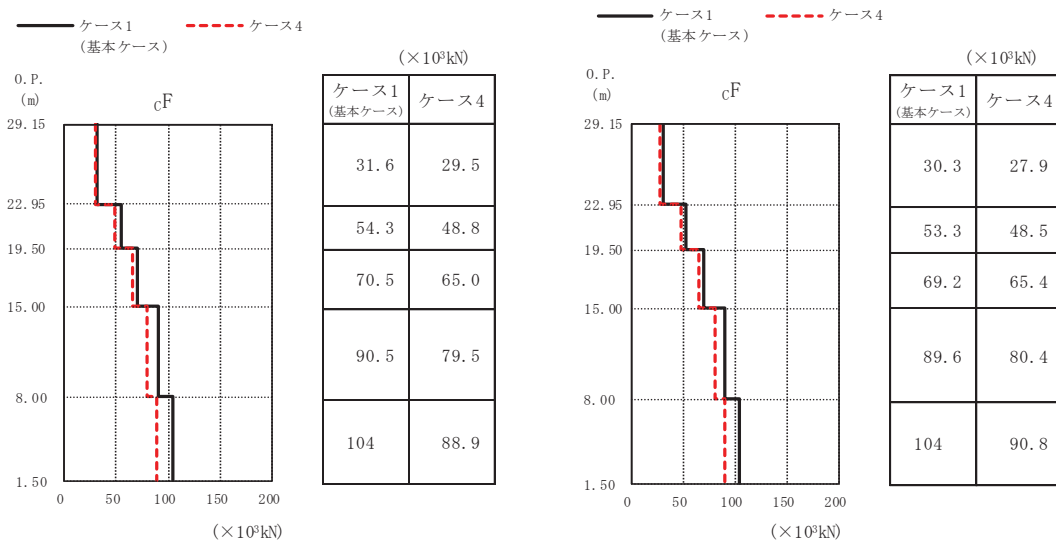 ケース1
(基本ケース)
ケース4
(×10³kN)
O.P.
(m)
cF
29.15
22.95
19.50
15.00
8.00
1.50
0 50 100 150 200
(×10³kN)
ケース1
(基本ケース)
ケース4
31.6 29.5
54.3 48.8
70.5 65.0
90.5 79.5
104 88.9
ケース1
(基本ケース)
ケース4
(×10³kN)
O.P.
(m)
cF
29.15
22.95
19.50
15.00
8.00
1.50
0 50 100 150 200
(×10³kN)
ケース1
(基本ケース)
ケース4
30.3 27.9
53.3 48.5
69.2 65.4
89.6 80.4
104 90.8